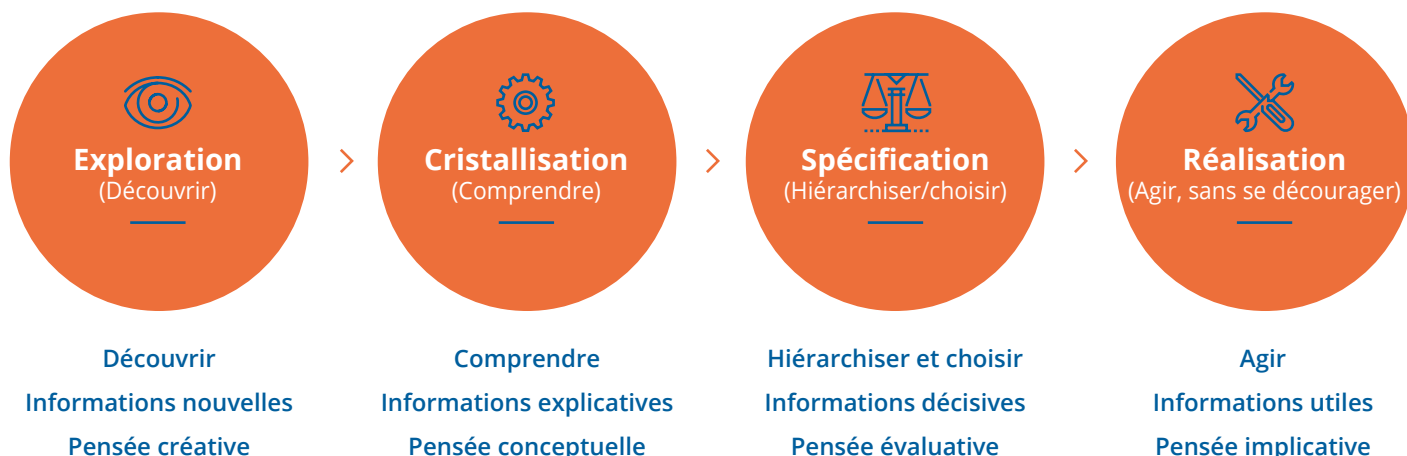 Exploration
(Découvrir)
Cristallisation
(Comprendre)
Spécification
(Hiérarchiser/choisir)
Réalisation
(Agir, sans se décourager)
Découvrir
Informations nouvelles
Pensée créative
Comprendre
Informations explicatives
Pensée conceptuelle
Hiérarchiser et choisir
Informations décisives
Pensée évaluative
Agir
Informations utiles
Pensée implicative